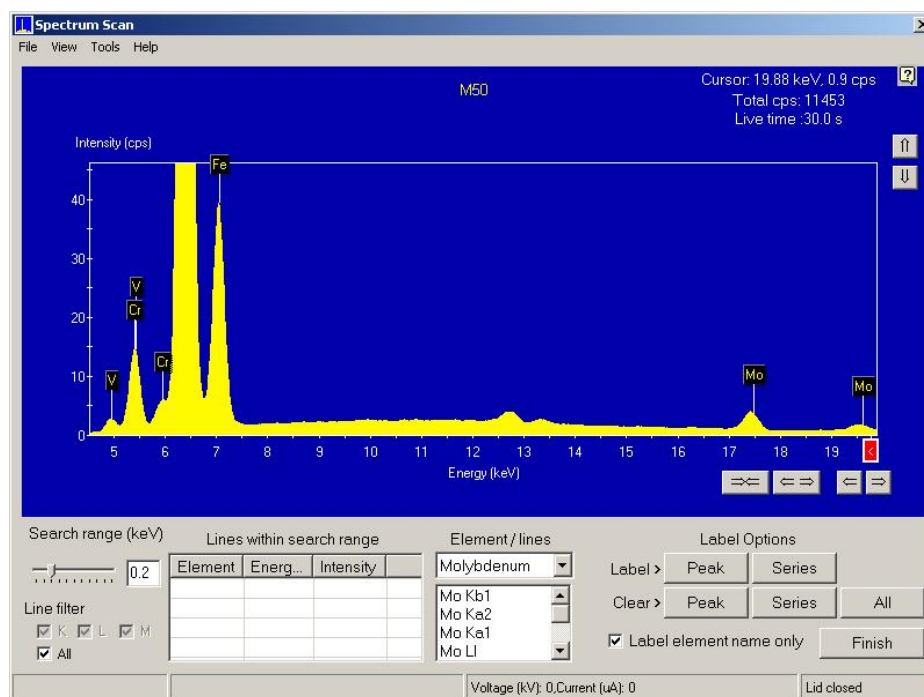 Spectrum Scan
File View Tools Help
M50
Cursor: 19.88 keV, 0.9 cps
Total cps: 11453
Live time :30.0 s
Intensity (cps)
40
30
20
10
0
V
V
Cr
Cr
Fe
Mo
Mo
5 6 7 8 9 10 11 12 13 14 15 16 17 18 19
Energy (keV)
Search range (keV)
0.2
Line filter
K L M
All
Lines within search range
Element Energ... Intensity
Element / lines
Molybdenum
Mo Kb1
Mo Ka2
Mo Ka1
Mo Ll
Label Options
Label > Peak Series
Clear > Peak Series All
Label element name only Finish
Voltage (kV): 0,Current (uA): 0 Lid closed